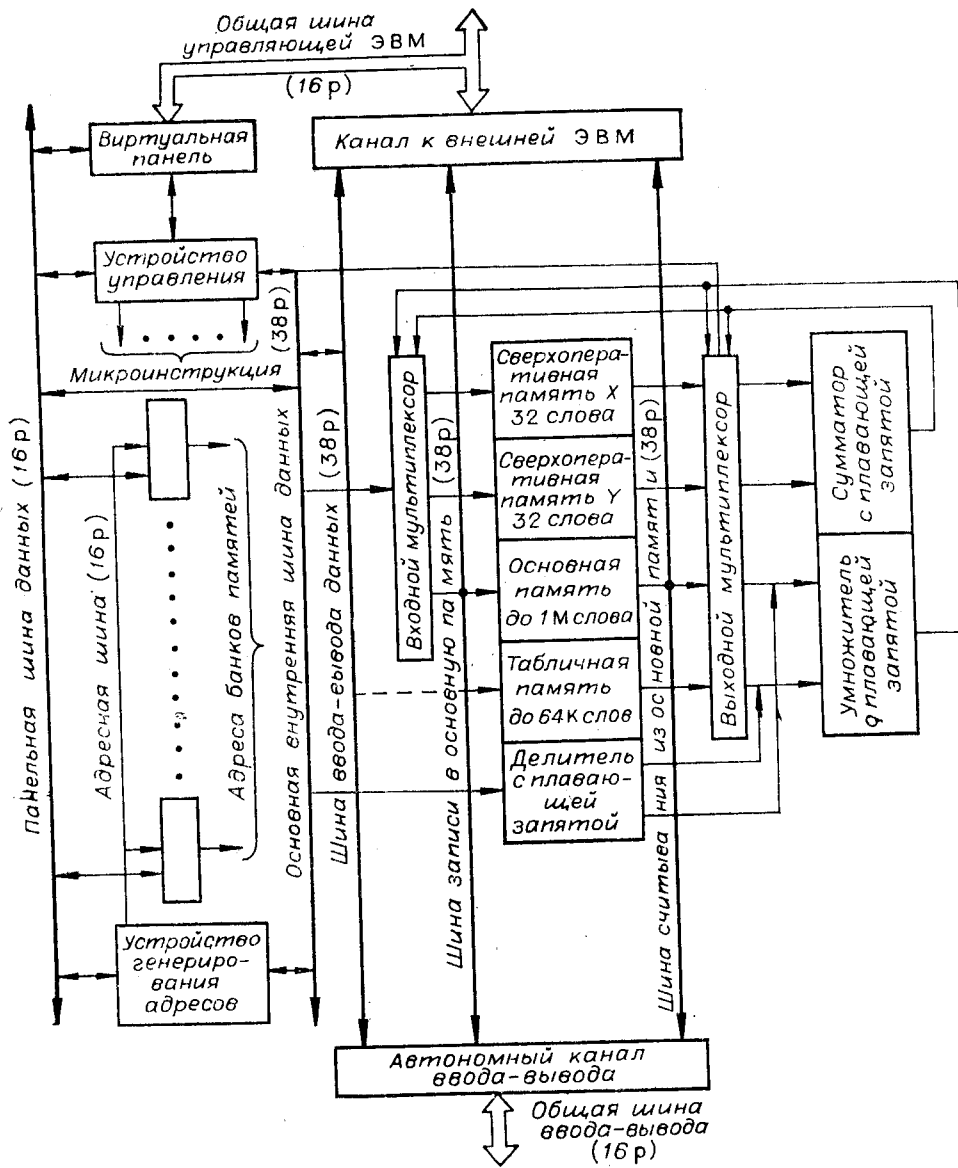 Общая шина
управляющей ЭВМ
(16р)
Виртуальная
панель
Канал к внешней ЭВМ
Устройство
управления
Микроинструкция
(38р)
Панельная шина данных (16р)
Адресная шина (16р)
Адреса банков памятей
Основная внутренняя шина данных
Шина ввода-вывода данных (38р)
Входной мультиплексор
Шина записи в основную память (38р)
Сверхопера-
тивная
память X
32 слова
Сверхопера-
тивная
память Y
32 слова
Основная
память
до 1М слова
Табличная
память
до 64К слов
Делитель
с плаваю-
щей
запятой
Шина считывания из основной памяти (38р)
Выходной мультиплексор
Сумматор
с плавающей
запятой
Умножитель
с плавающей
запятой
Устройство
генериро-
вания
адресов
Автономный канал
ввода-вывода
Общая шина
ввода-вывода
(16р)